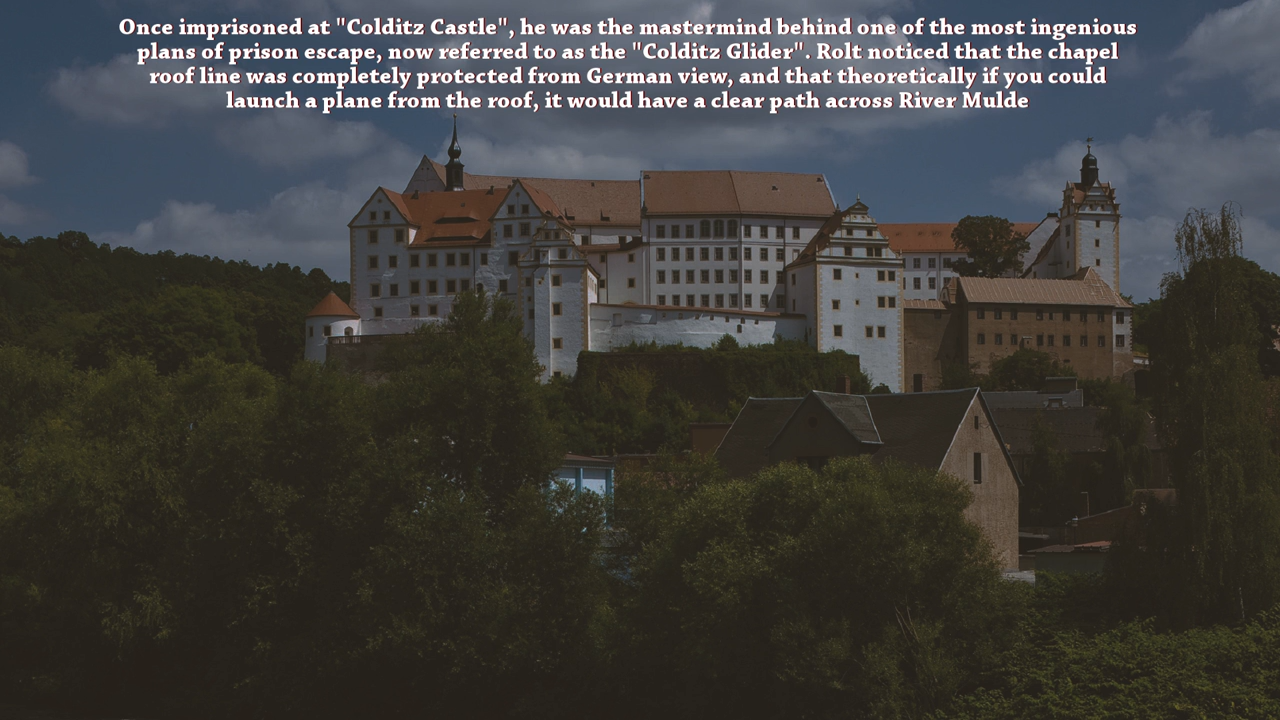 Once imprisoned at "Colditz Castle", he was the mastermind behind one of the most ingenious
plans of prison escape, now referred to as the "Colditz Glider". Rolt noticed that the chapel
roof line was completely protected from German view, and that theoretically if you could
launch a plane from the roof, it would have a clear path across River Mulde